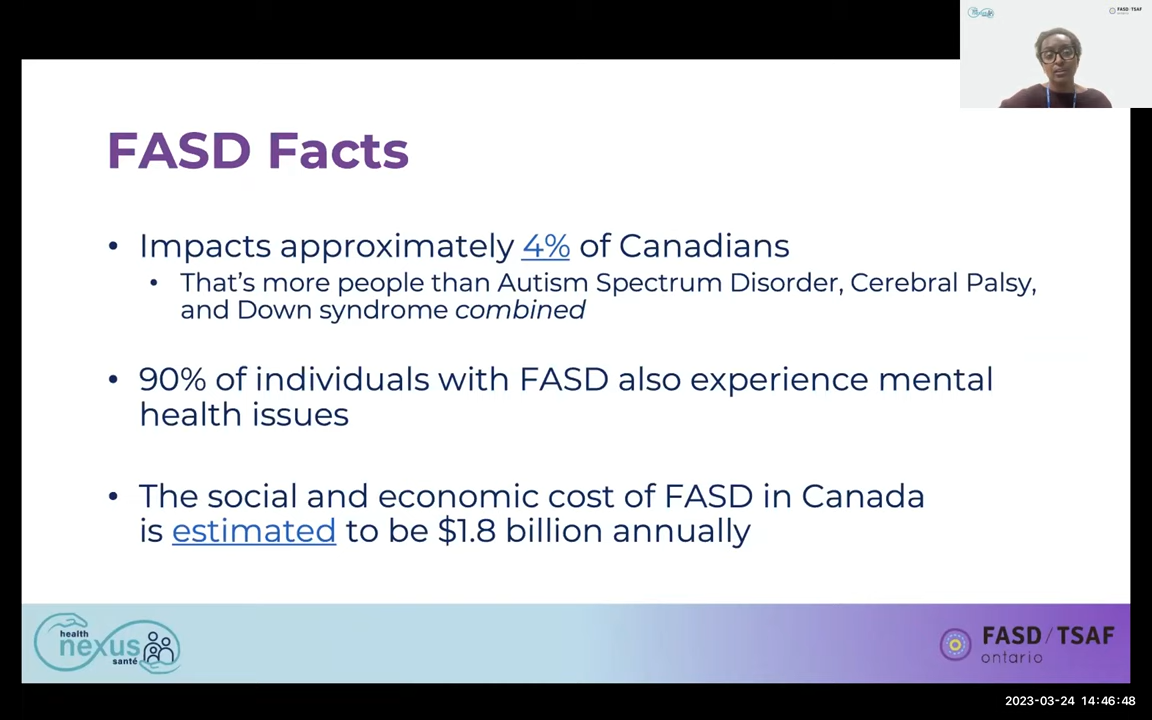 FASD / TSAF
FASD Facts
• Impacts approximately 4% of Canadians
• That's more people than Autism Spectrum Disorder, Cerebral Palsy,
and Down syndrome combined
• 90% of individuals with FASD also experience mental
health issues
• The social and economic cost of FASD in Canada
is estimated to be $1.8 billion annually
health
nexus
santé
FASD / TSAF
ontario
2023-03-24 14:46:48